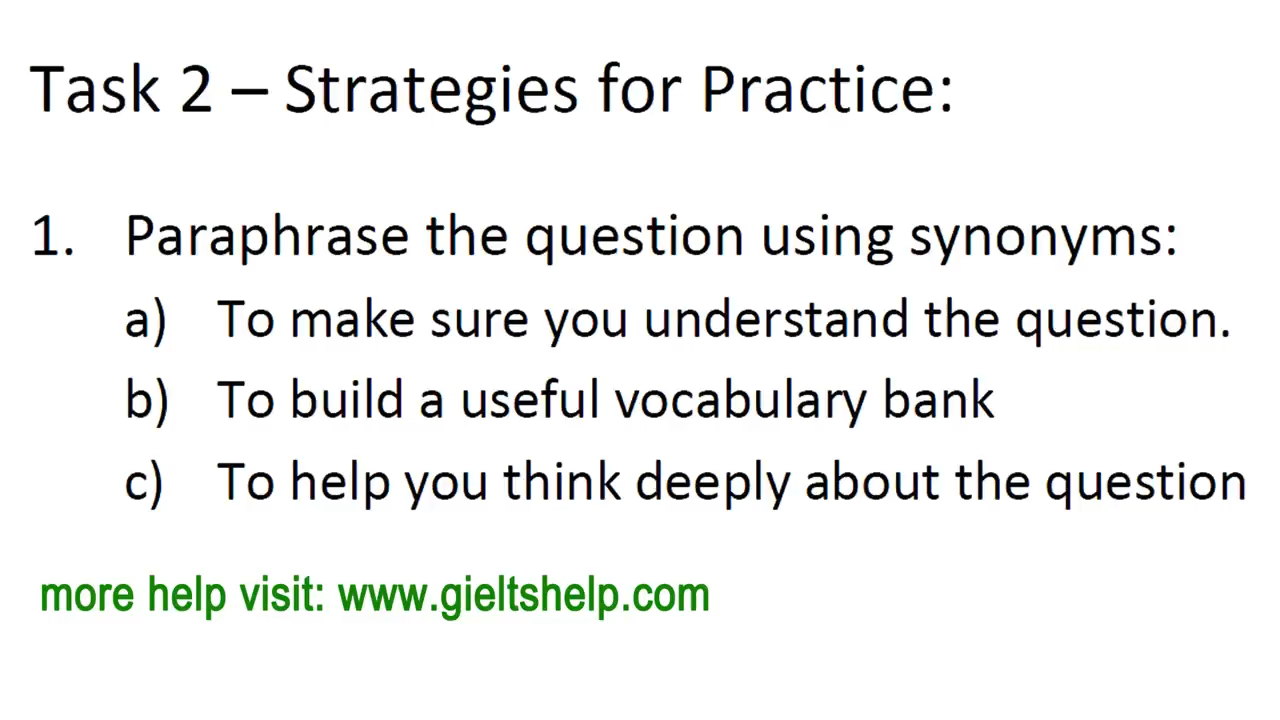 Task 2 – Strategies for Practice:
1. Paraphrase the question using synonyms:
a) To make sure you understand the question.
b) To build a useful vocabulary bank
c) To help you think deeply about the question
more help visit: www.gieltshelp.com